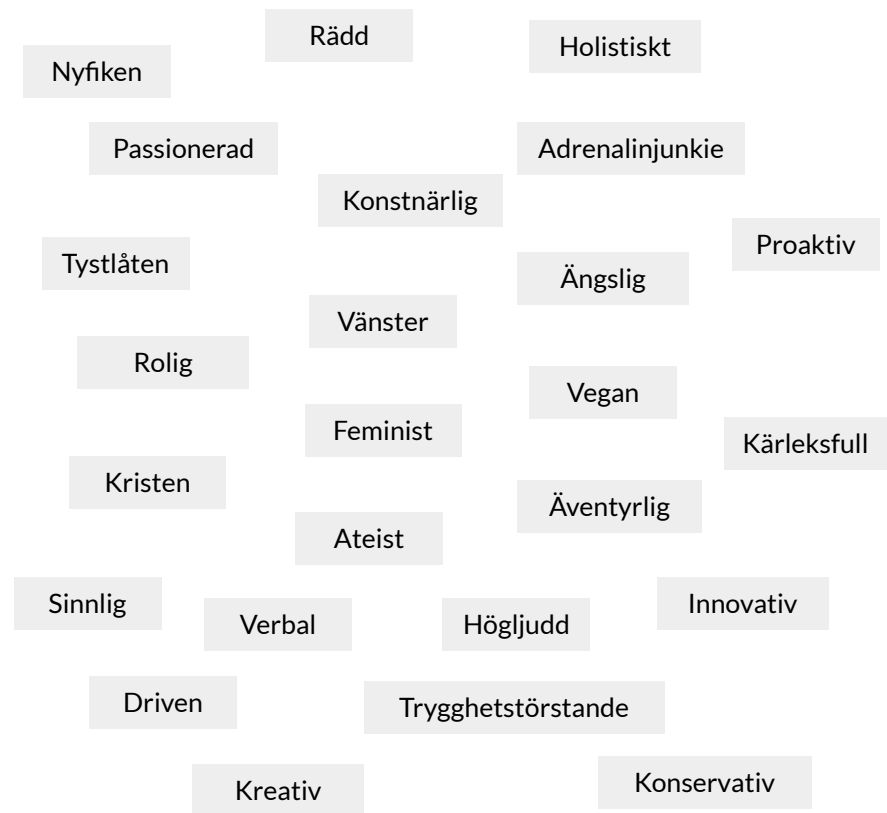 Rädd
Holistiskt
Nyfiken
Passionerad
Adrenalinjunkie
Konstnärlig
Proaktiv
Tystlåten
Ängslig
Vänster
Rolig
Vegan
Feminist
Kärleksfull
Kristen
Äventyrlig
Ateist
Sinnlig
Innovativ
Verbal
Högljudd
Driven
Trygghetstörstande
Konservativ
Kreativ